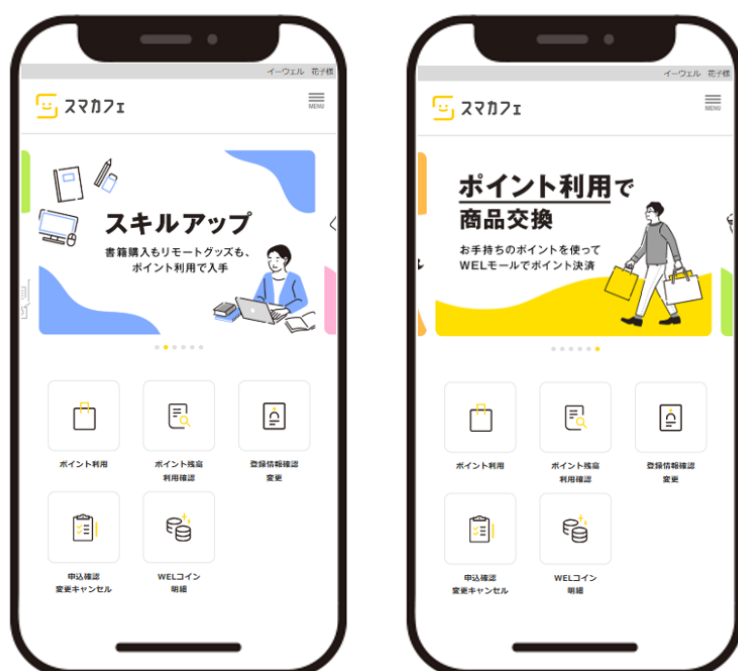 イーウェル 花子様
スマカフェ
MENU
スキルアップ
書籍購入もリモートグッズも、
ポイント利用で入手
ポイント利用
ポイント残高
利用確認
登録情報確認
変更
申込確認
変更キャンセル
WELコイン
明細
イーウェル 花子様
スマカフェ
MENU
ポイント利用で
商品交換
お手持ちのポイントを使って
WELモールでポイント決済
ポイント利用
ポイント残高
利用確認
登録情報確認
変更
申込確認
変更キャンセル
WELコイン
明細